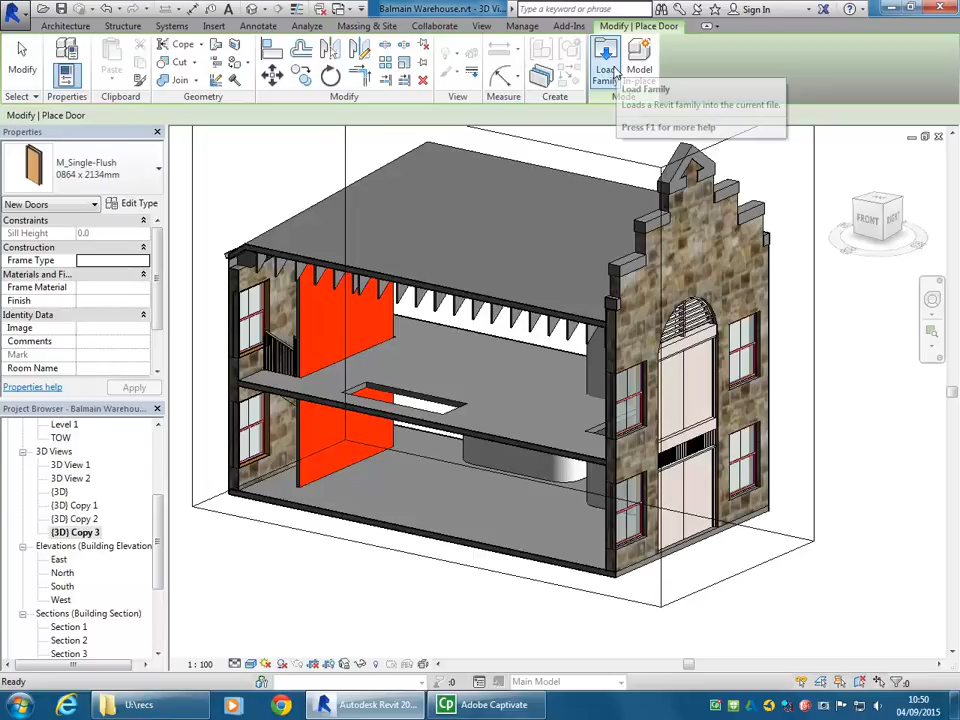 Balmain Warehouse.rvt - 3D Vi...
Type a keyword or phrase
Sign In
Architecture
Structure
Systems
Insert
Annotate
Analyze
Massing & Site
Collaborate
View
Manage
Add-Ins
Modify | Place Door
Modify
Cope
Cut
Join
Paste
Load
Family
Model
In-place
Select
Properties
Clipboard
Geometry
Modify
View
Measure
Create
Mode
Load Family
Loads a Revit family into the current file.
Press F1 for more help
Modify | Place Door
Properties
M_Single-Flush
0864 x 2134mm
New Doors
Edit Type
Constraints
Sill Height
0.0
Construction
Frame Type
Materials and Fi...
Frame Material
Finish
Identity Data
Image
Comments
Mark
Room Name
Properties help
Apply
Project Browser - Balmain Warehou...
Level 1
TOW
3D Views
3D View 1
3D View 2
{3D}
{3D} Copy 1
{3D} Copy 2
{3D} Copy 3
Elevations (Building Elevation
East
North
South
West
Sections (Building Section)
Section 1
Section 2
Section 3
FRONT
RIGHT
1 : 100
Ready
:0
Main Model
:0
U:\recs
Autodesk Revit 20...
Adobe Captivate
10:50
04/09/2015